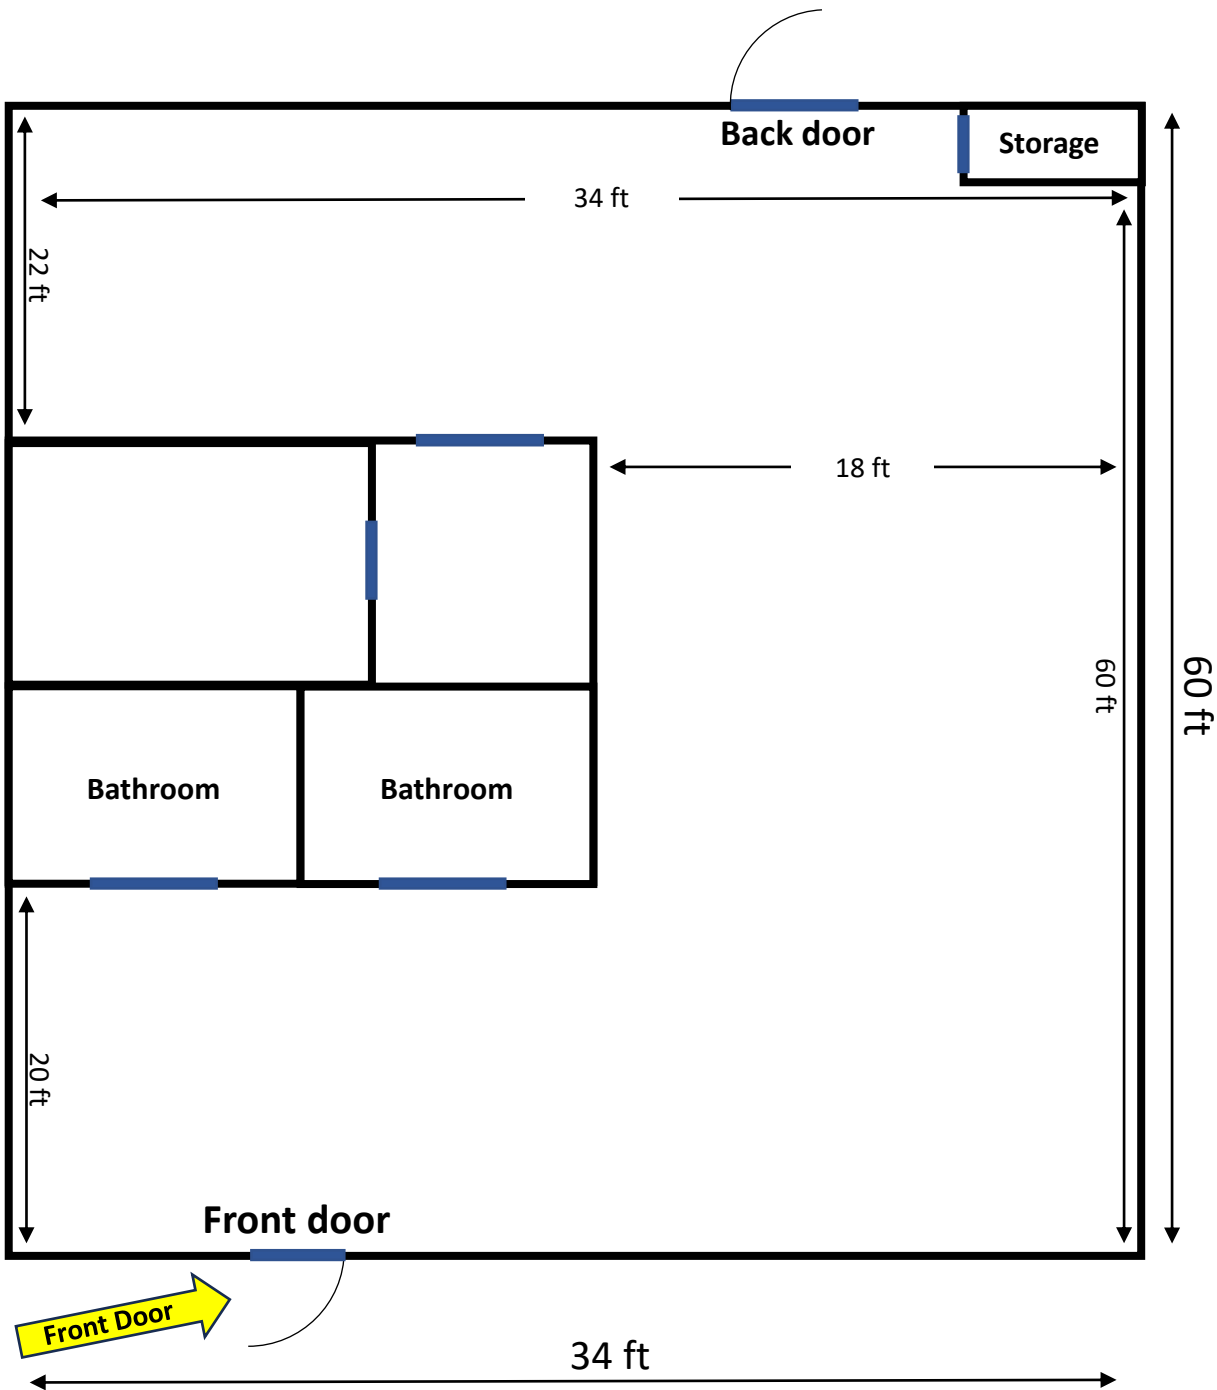 Back door
Storage
34 ft
22 ft
18 ft
60 ft
60 ft
Bathroom
Bathroom
20 ft
Front door
Front Door
34 ft